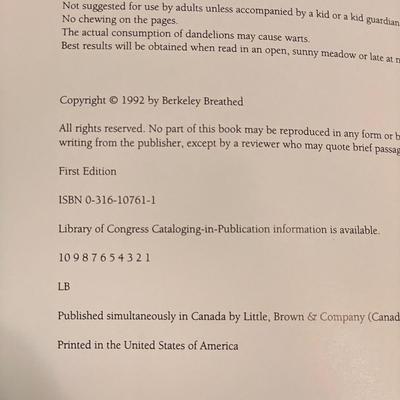 Not suggested for use by adults unless accompanied by a kid or a kid guardian
No chewing on the pages.
The actual consumption of dandelions may cause warts.
Best results will be obtained when read in an open, sunny meadow or late at n
Copyright © 1992 by Berkeley Breathed
All rights reserved. No part of this book may be reproduced in any form or b
writing from the publisher, except by a reviewer who may quote brief passag
First Edition
ISBN 0-316-10761-1
Library of Congress Cataloging-in-Publication information is available.
10 9 8 7 6 5 4 3 2 1
LB
Published simultaneously in Canada by Little, Brown & Company (Canad
Printed in the United States of America